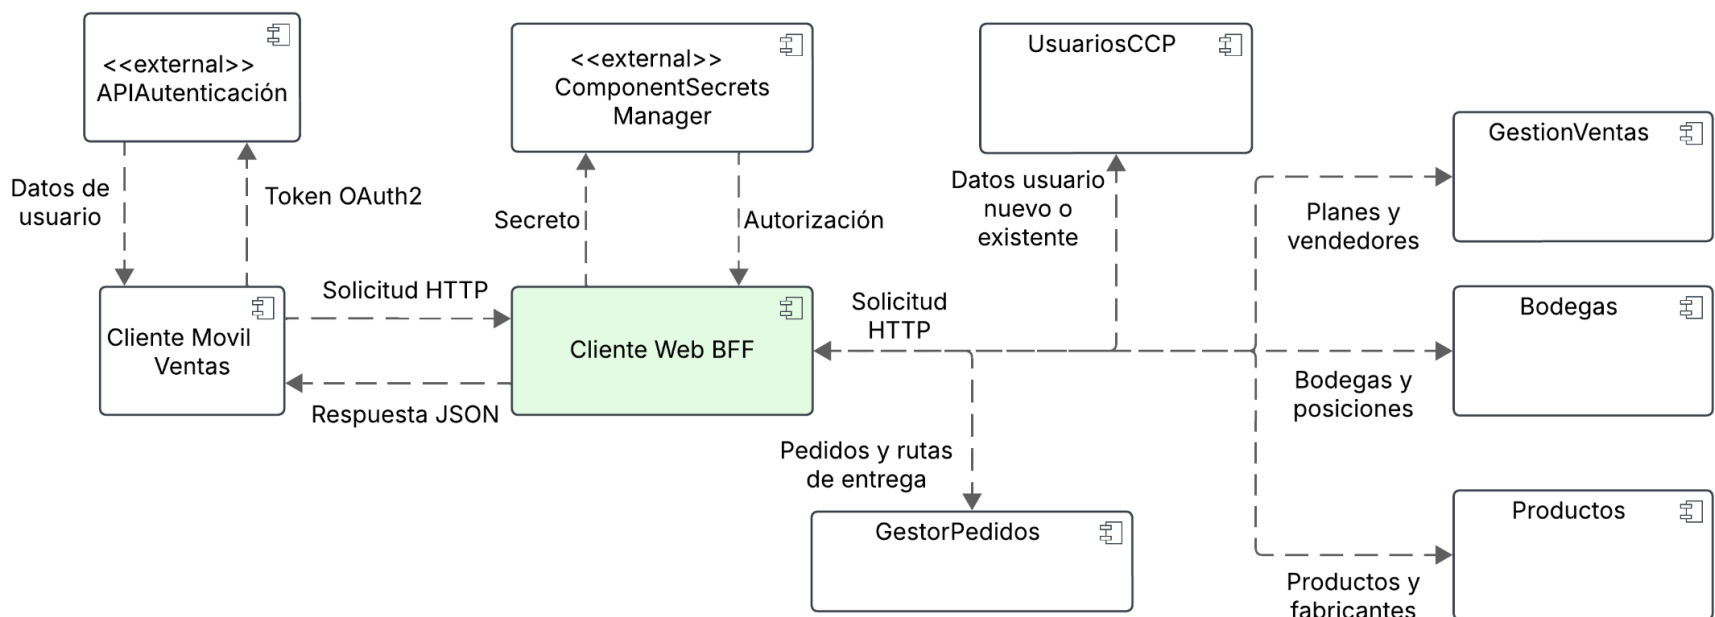 <<external>>
APIAutenticación
<<external>>
ComponentSecrets
Manager
UsuariosCCP
GestionVentas
Datos de
usuario
Token OAuth2
Secreto
Autorización
Datos usuario
nuevo o
existente
Planes y
vendedores
Solicitud HTTP
Cliente Movil
Ventas
Respuesta JSON
Cliente Web BFF
Solicitud
HTTP
Bodegas
Bodegas y
posiciones
Pedidos y rutas
de entrega
GestorPedidos
Productos
Productos y
fabricantes